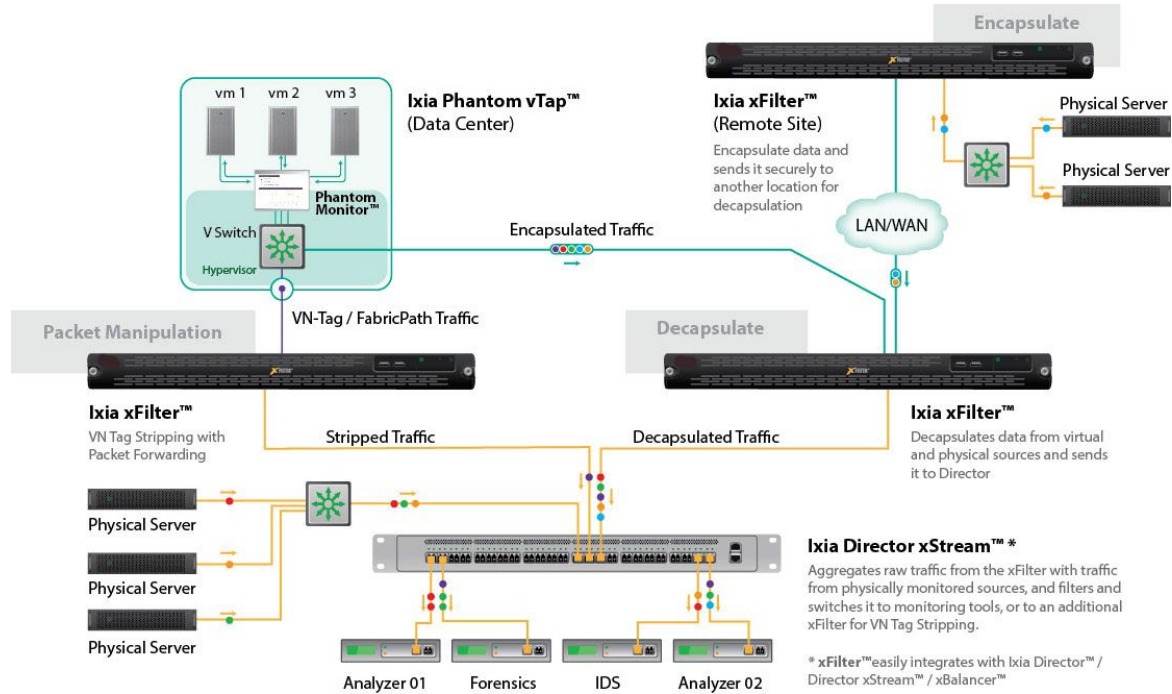 Encapsulate
vm 1
vm 2
vm 3
Ixia Phantom vTap™
(Data Center)
Phantom
Monitor™
V Switch
Hypervisor
Ixia xFilter™
(Remote Site)
Encapsulate data and
sends it securely to
another location for
decapsulation
Physical Server
Physical Server
LAN/WAN
Encapsulated Traffic
VN-Tag / FabricPath Traffic
Packet Manipulation
Decapsulate
Ixia xFilter™
VN Tag Stripping with
Packet Forwarding
Stripped Traffic
Decapsulated Traffic
Ixia xFilter™
Decapsulates data from virtual
and physical sources and sends
it to Director
Physical Server
Physical Server
Physical Server
Ixia Director xStream™ *
Aggregates raw traffic from the xFilter with traffic
from physically monitored sources, and filters and
switches it to monitoring tools, or to an additional
xFilter for VN Tag Stripping.
* xFilter™easily integrates with Ixia Director™ /
Director xStream™ / xBalancer™
Analyzer 01
Forensics
IDS
Analyzer 02